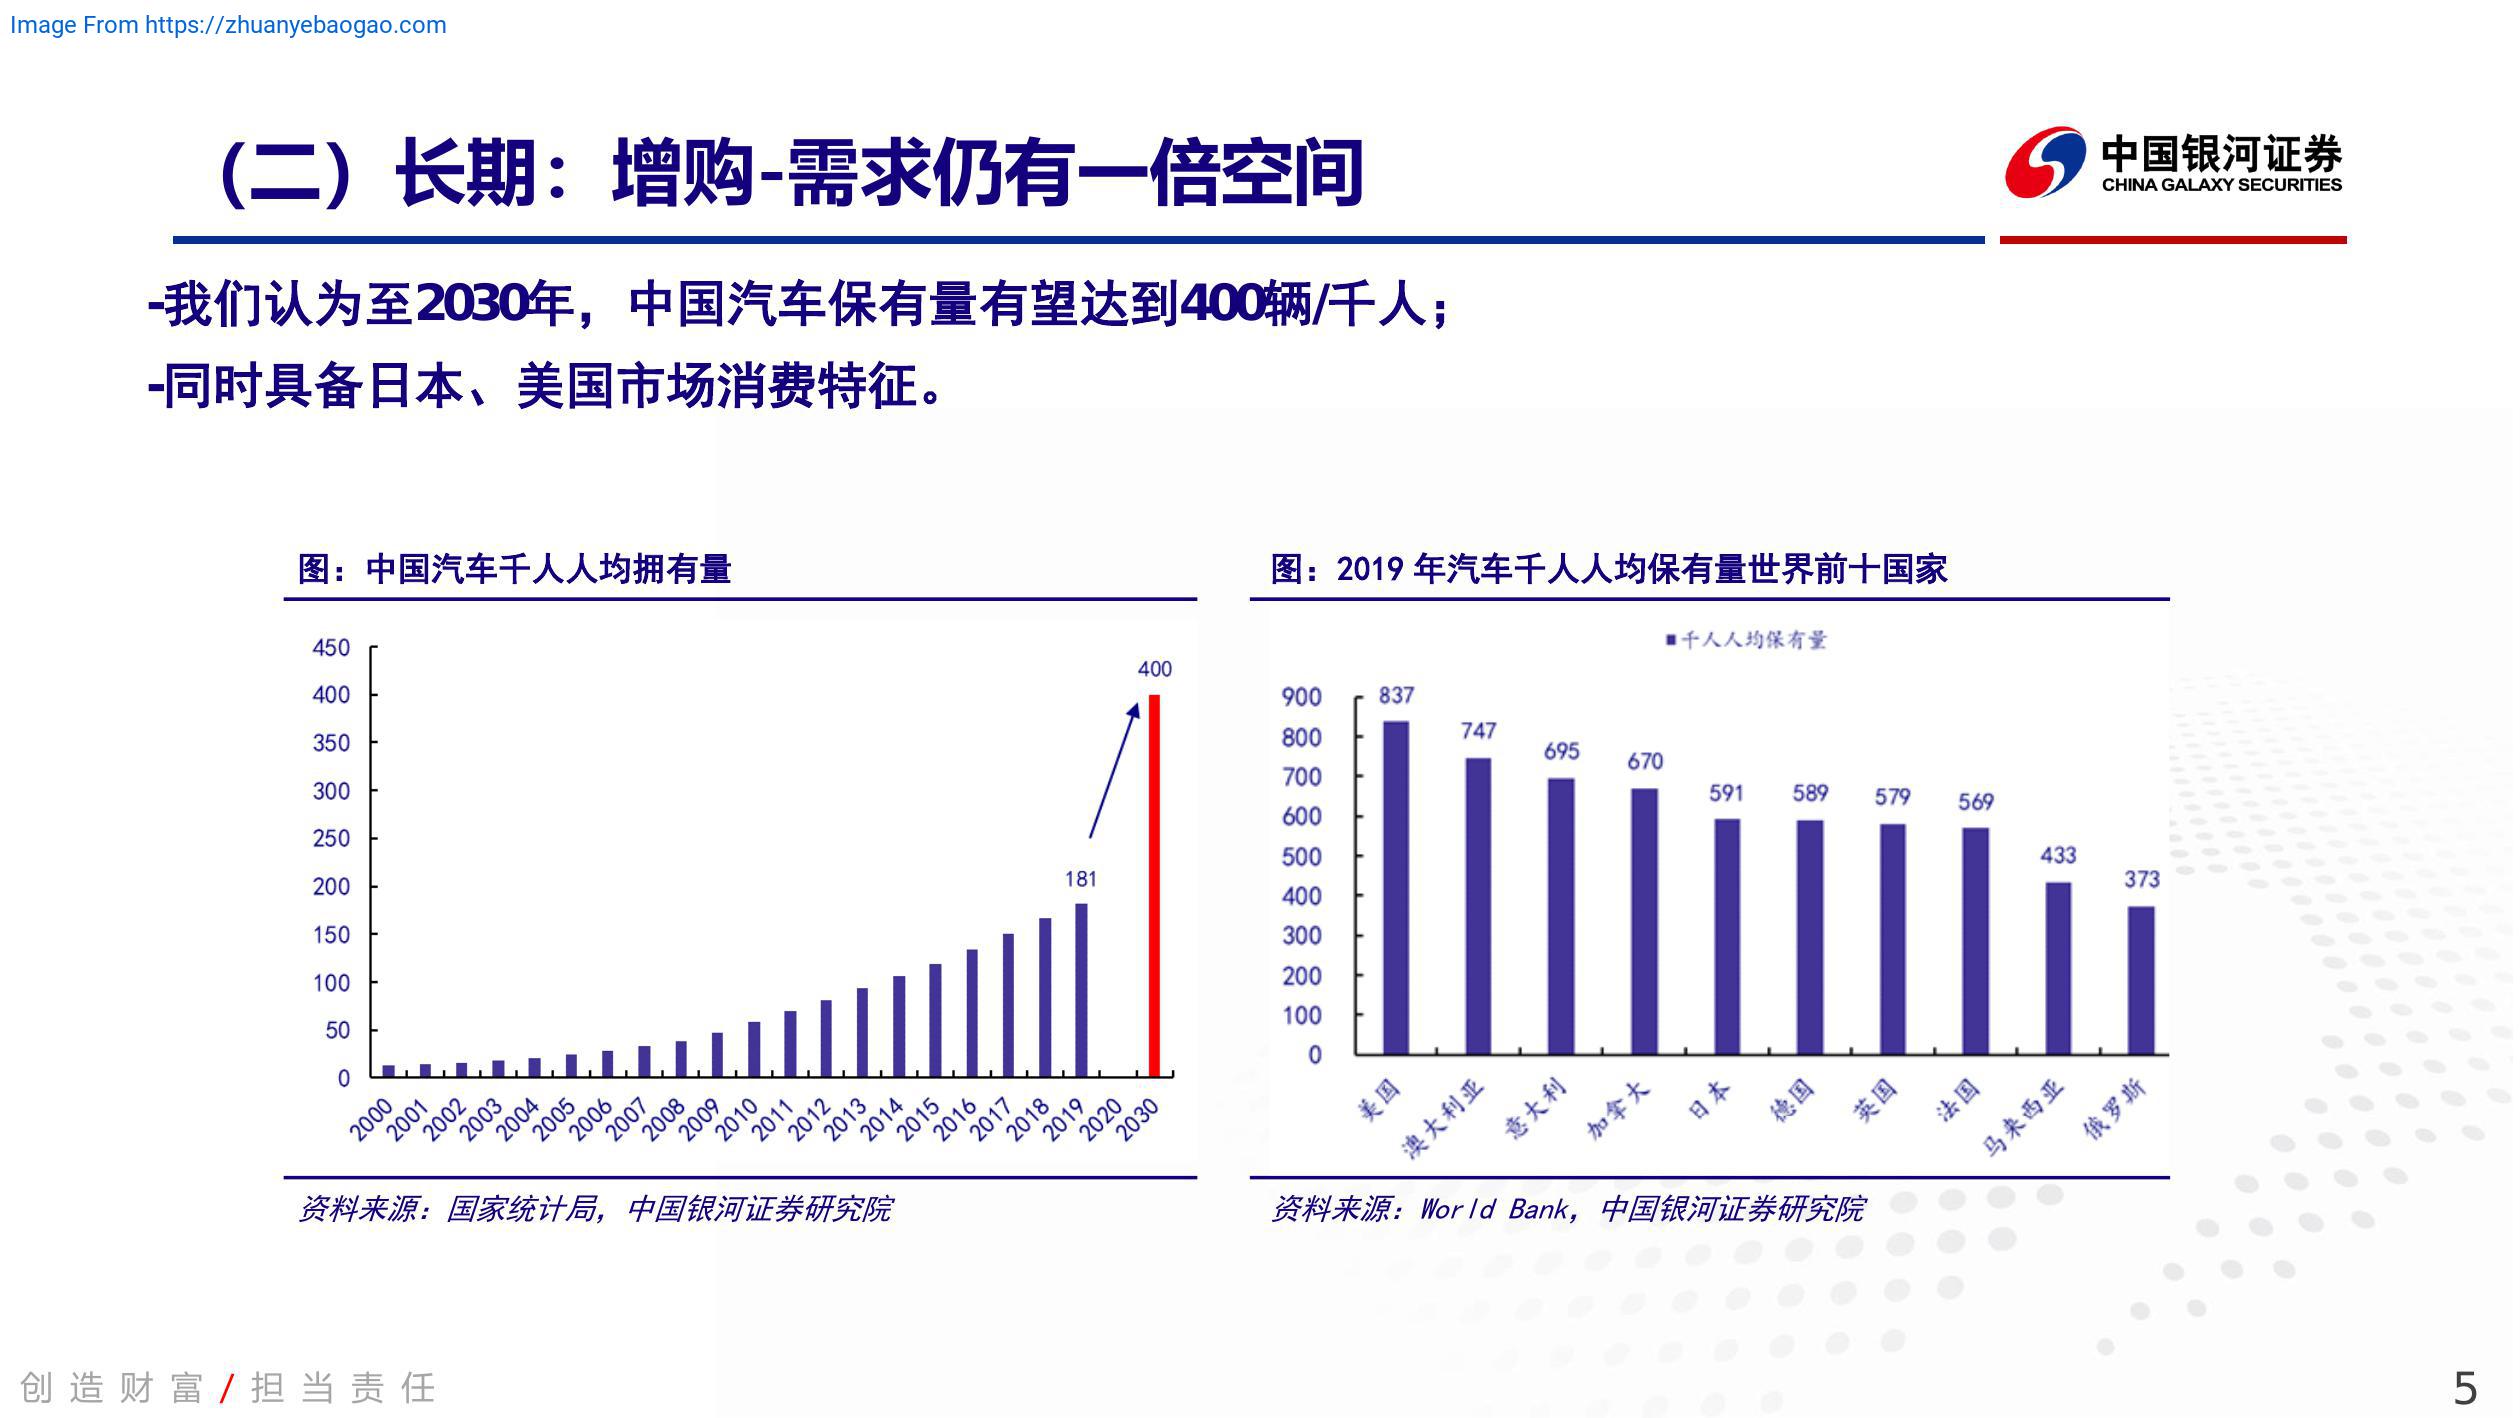 Image From https://zhuanyebaogao.com
（二）长期：增购-需求仍有一倍空间
中国银河证券
CHINA GALAXY SECURITIES
-我们认为至2030年，中国汽车保有量有望达到400辆/千人；
-同时具备日本、美国市场消费特征。
图：中国汽车千人人均拥有量
450
400
350
300
250
200
150
100
50
0
181
400
2000 2001 2002 2003 2004 2005 2006 2007 2008 2009 2010 2011 2012 2013 2014 2015 2016 2017 2018 2019 2020 2030
资料来源：国家统计局，中国银河证券研究院
图：2019 年汽车千人人均保有量世界前十国家
千人人均保有量
900
800
700
600
500
400
300
200
100
0
837 747 695 670 591 589 579 569 433 373
美国 澳大利亚 意大利 加拿大 日本 德国 英国 法国 马来西亚 俄罗斯
资料来源：World Bank，中国银河证券研究院
创造财富/担当责任
5